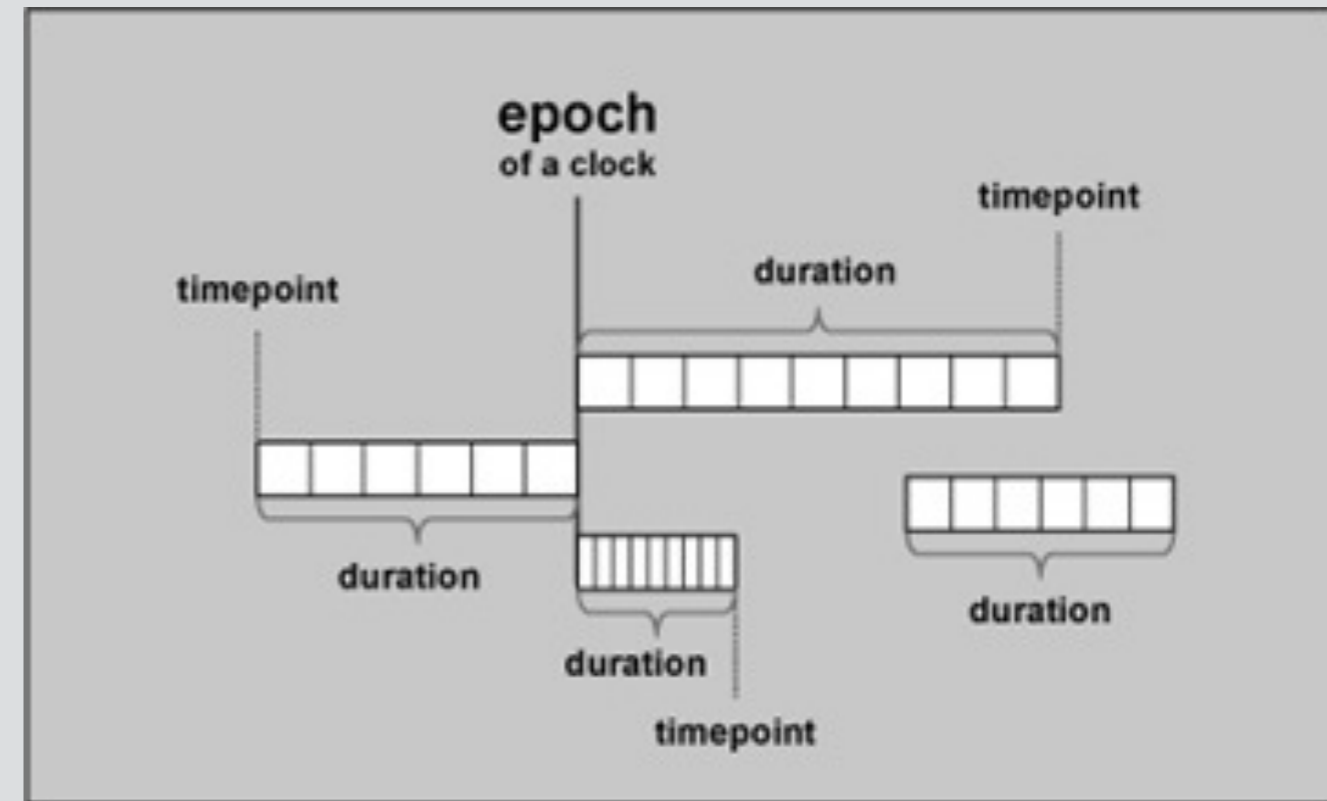 epoch
of a clock
timepoint
duration
timepoint
duration
duration
duration
timepoint